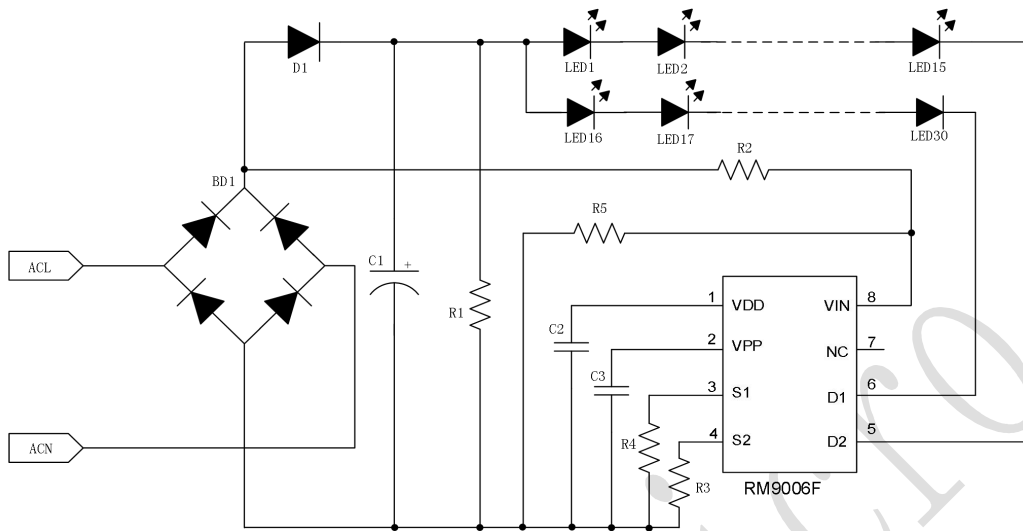 D1
LED1
LED2
LED15
LED16
LED17
LED30
R2
BD1
R5
ACL
C1
+
R1
C2
C3
1
VDD
VIN
8
2
VPP
NC
7
3
S1
D1
6
4
S2
D2
5
R4
R3
ACN
RM9006F
icro